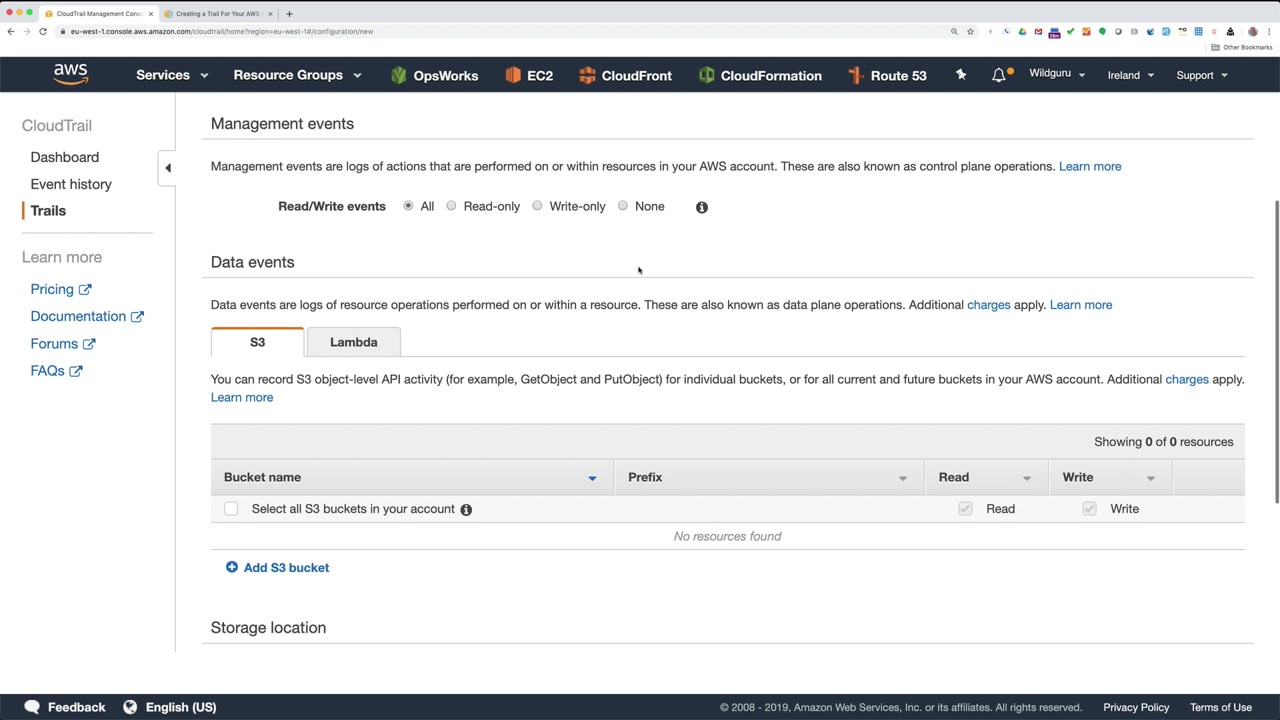 CloudTrail Management Cons
Creating a Trail For Your AWS
eu-west-1.console.aws.amazon.com/cloudtrail/home?region=eu-west-1#/configuration/new
Other Bookmarks
aws
Services
Resource Groups
OpsWorks
EC2
CloudFront
CloudFormation
Route 53
Wildguru
Ireland
Support
CloudTrail
Dashboard
Event history
Trails
Learn more
Pricing
Documentation
Forums
FAQs
Management events
Management events are logs of actions that are performed on or within resources in your AWS account. These are also known as control plane operations. Learn more
Read/Write events All Read-only Write-only None
Data events
Data events are logs of resource operations performed on or within a resource. These are also known as data plane operations. Additional charges apply. Learn more
S3 Lambda
You can record S3 object-level API activity (for example, GetObject and PutObject) for individual buckets, or for all current and future buckets in your AWS account. Additional charges apply.
Learn more
Showing 0 of 0 resources
Bucket name Prefix Read Write
Select all S3 buckets in your account Read Write
No resources found
Add S3 bucket
Storage location
Feedback
English (US)
© 2008 - 2019, Amazon Web Services, Inc. or its affiliates. All rights reserved.
Privacy Policy
Terms of Use